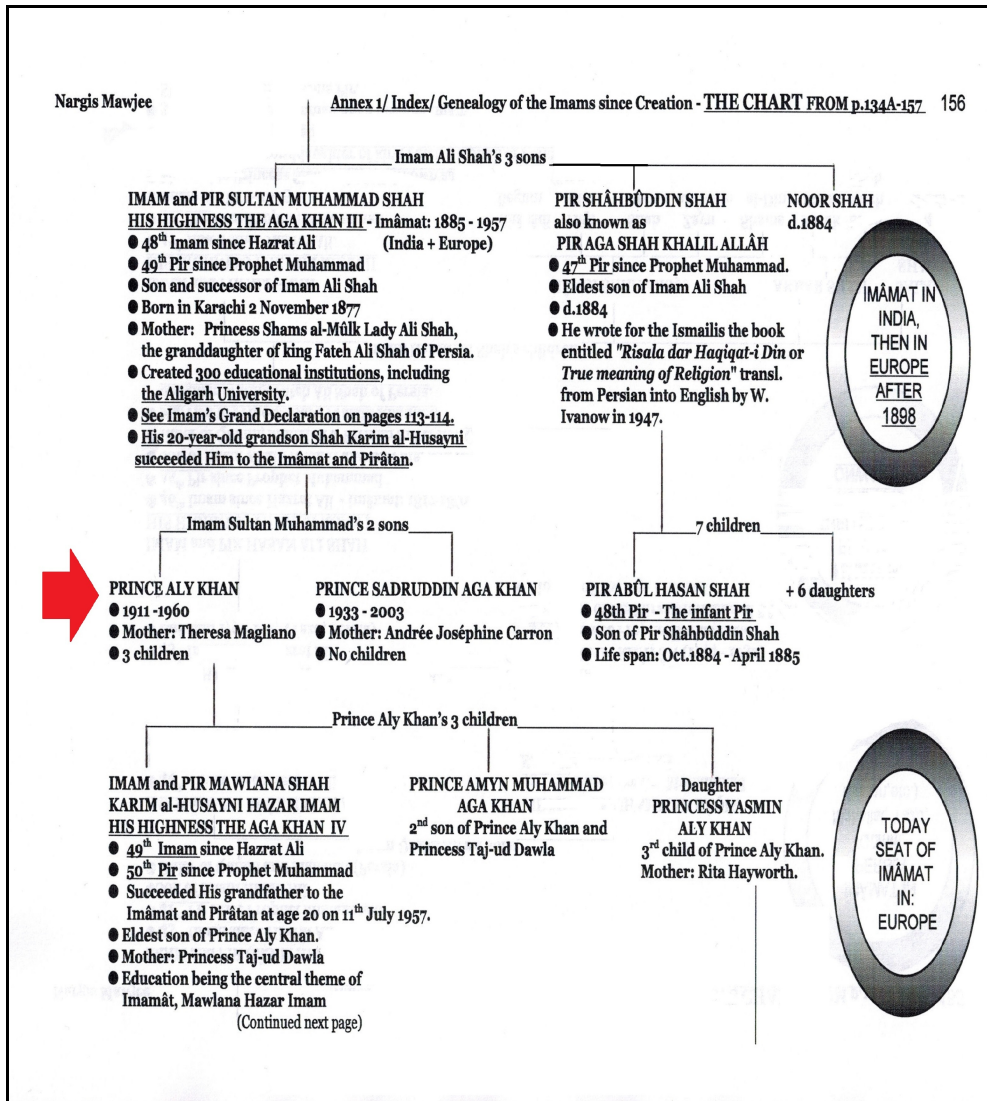 Nargis Mawjee
Annex 1/ Index/ Genealogy of the Imams since Creation - THE CHART FROM p.134A-157 156
Imam Ali Shah's 3 sons
IMAM and PIR SULTAN MUHAMMAD SHAH
HIS HIGHNESS THE AGA KHAN III - Imâmat: 1885 - 1957
● 48th Imam since Hazrat Ali (India + Europe)
● 49th Pir since Prophet Muhammad
● Son and successor of Imam Ali Shah
● Born in Karachi 2 November 1877
● Mother: Princess Shams al-Mûlk Lady Ali Shah,
the granddaughter of king Fateh Ali Shah of Persia.
● Created 300 educational institutions, including
the Aligarh University.
● See Imam's Grand Declaration on pages 113-114.
● His 20-year-old grandson Shah Karim al-Husayni
succeeded Him to the Imâmat and Pirâtan.
PIR SHÂHBÛDDIN SHAH
also known as
PIR AGA SHAH KHALIL ALLÂH
● 47th Pir since Prophet Muhammad.
● Eldest son of Imam Ali Shah
● d.1884
● He wrote for the Ismailis the book
entitled "Risala dar Haqiqat-i Din or
True meaning of Religion" transl.
from Persian into English by W.
Ivanow in 1947.
NOOR SHAH
d.1884
IMÂMAT IN
INDIA,
THEN IN
EUROPE
AFTER
1898
Imam Sultan Muhammad's 2 sons
7 children
PRINCE ALY KHAN
● 1911 -1960
● Mother: Theresa Magliano
● 3 children
PRINCE SADRUDDIN AGA KHAN
● 1933 - 2003
● Mother: Andrée Joséphine Carron
● No children
PIR ABÛL HASAN SHAH
● 48th Pir - The infant Pir
● Son of Pir Shâhbûddin Shah
● Life span: Oct.1884 - April 1885
+ 6 daughters
Prince Aly Khan's 3 children
IMAM and PIR MAWLANA SHAH
KARIM al-HUSAYNI HAZAR IMAM
HIS HIGHNESS THE AGA KHAN IV
● 49th Imam since Hazrat Ali
● 50th Pir since Prophet Muhammad
● Succeeded His grandfather to the
Imâmat and Pirâtan at age 20 on 11th July 1957.
● Eldest son of Prince Aly Khan.
● Mother: Princess Taj-ud Dawla
● Education being the central theme of
Imamât, Mawlana Hazar Imam
(Continued next page)
PRINCE AMYN MUHAMMAD
AGA KHAN
2nd son of Prince Aly Khan and
Princess Taj-ud Dawla
Daughter
PRINCESS YASMIN
ALY KHAN
3rd child of Prince Aly Khan.
Mother: Rita Hayworth.
TODAY
SEAT OF
IMÂMAT
IN:
EUROPE